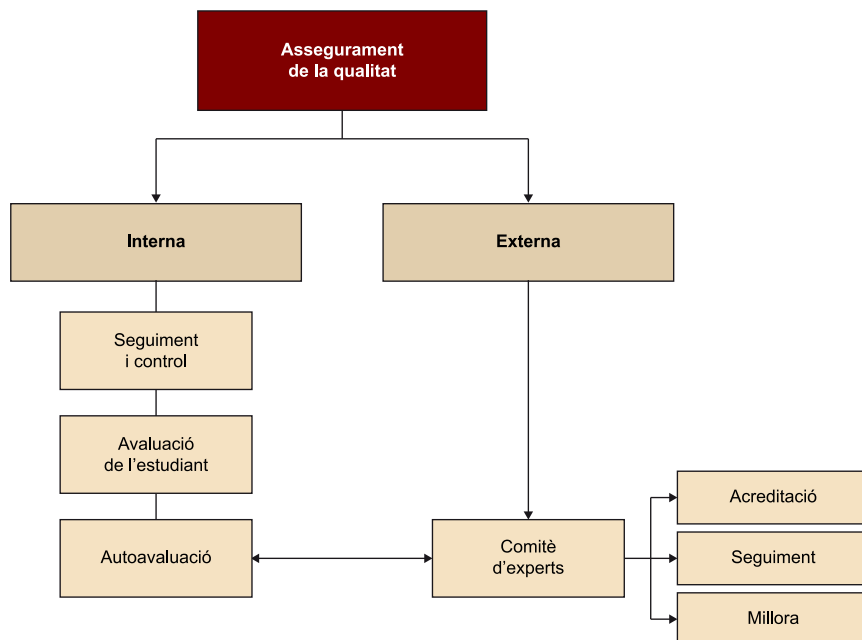 Assegurament
de la qualitat
Interna
Externa
Seguiment
i control
Avaluació
de l’estudiant
Autoavaluació
Comitè
d’experts
Acreditació
Seguiment
Millora